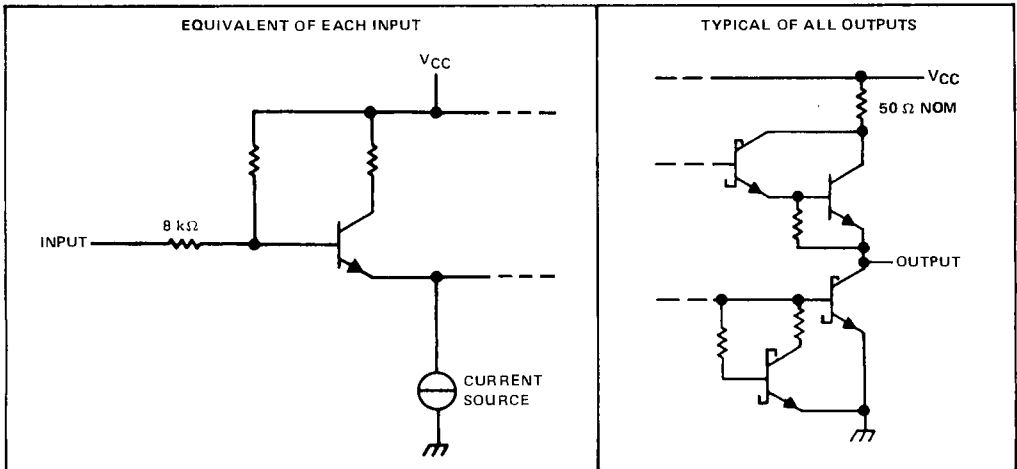 EQUIVALENT OF EACH INPUT
VCC
8 kΩ
INPUT
CURRENT
SOURCE
TYPICAL OF ALL OUTPUTS
VCC
50 Ω NOM
OUTPUT